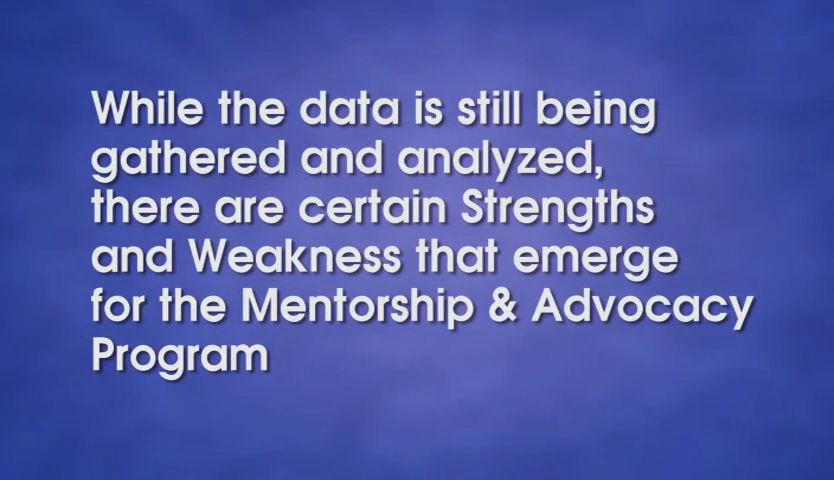 While the data is still being
gathered and analyzed,
there are certain Strengths
and Weakness that emerge
for the Mentorship & Advocacy
Program